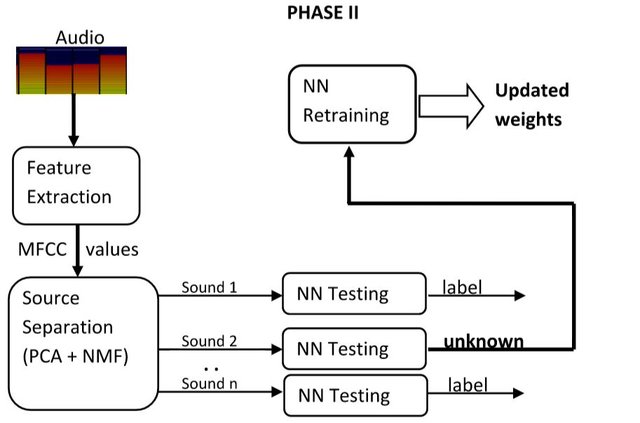 PHASE II
Audio
NN
Retraining
Updated
weights
Feature
Extraction
MFCC values
Source
Separation
(PCA + NMF)
Sound 1
NN Testing
label
Sound 2
NN Testing
unknown
. .
Sound n
NN Testing
label